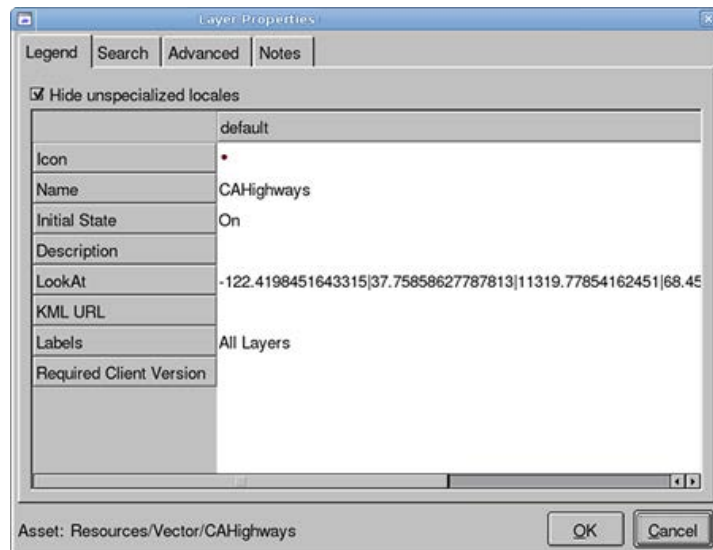 Layer Properties
Legend Search Advanced Notes
Hide unspecialized locales
default
Icon
Name CAHighways
Initial State On
Description
LookAt -122.4198451643315|37.75858627787813|11319.77854162451|68.45
KML URL
Labels All Layers
Required Client Version
Asset: Resources/Vector/CAHighways
OK Cancel